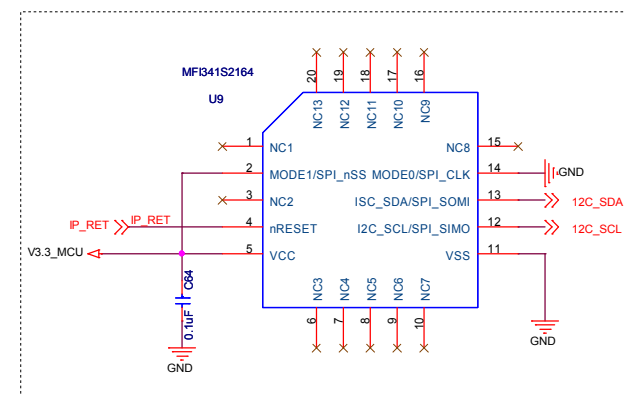 MFI341S2164
U9
20
19
18
17
16
NC13
NC12
NC11
NC10
NC9
1
NC1
NC8
15
2
MODE1/SPI_nSS
MODE0/SPI_CLK
14
GND
3
NC2
ISC_SDA/SPI_SOMI
13
12C_SDA
IP_RET
IP_RET
4
nRESET
I2C_SCL/SPI_SIMO
12
12C_SCL
V3.3_MCU
5
VCC
VSS
11
C64
0.1uF
NC3
NC4
NC5
NC6
NC7
6
7
8
9
10
GND
GND